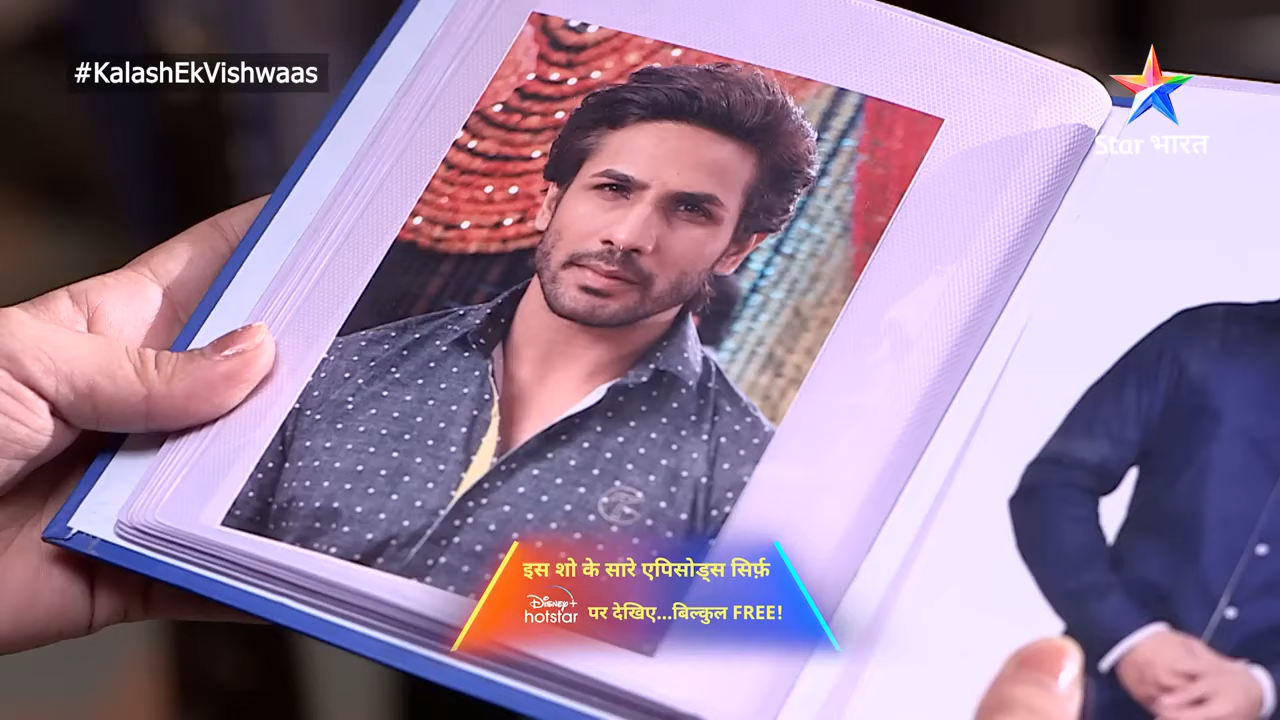 #KalashEkVishwaas
Star भारत
इस शो के सारे एपिसोड्स सिर्फ़
Disney+ hotstar पर देखिए...बिल्कुल FREE!